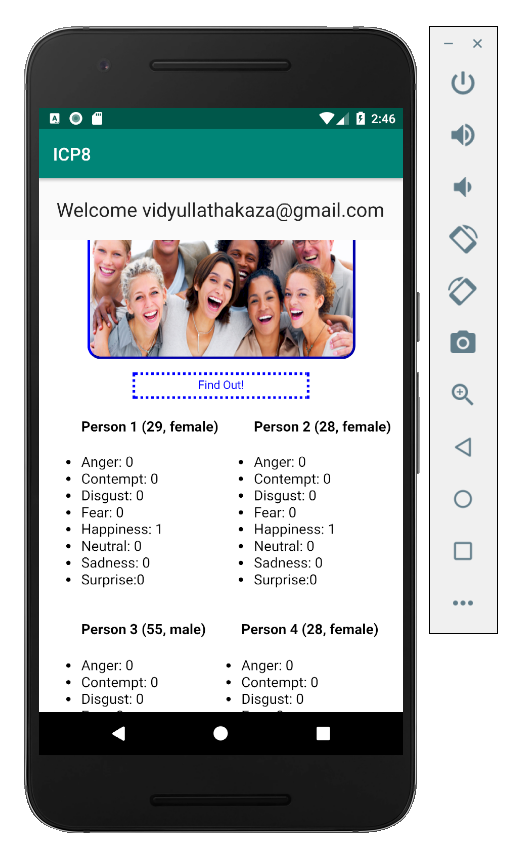 2:46
ICP8
Welcome vidyullathakaza@gmail.com
Find Out!
Person 1 (29, female)
Anger: 0
Contempt: 0
Disgust: 0
Fear: 0
Happiness: 1
Neutral: 0
Sadness: 0
Surprise:0
Person 2 (28, female)
Anger: 0
Contempt: 0
Disgust: 0
Fear: 0
Happiness: 1
Neutral: 0
Sadness: 0
Surprise:0
Person 3 (55, male)
Anger: 0
Contempt: 0
Disgust: 0
Person 4 (28, female)
Anger: 0
Contempt: 0
Disgust: 0